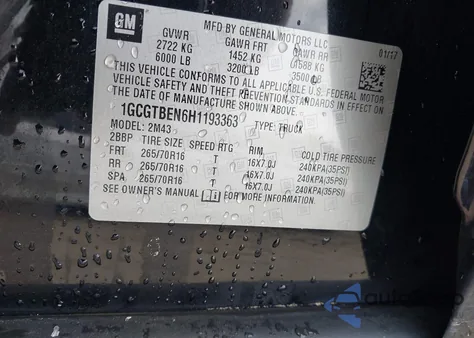 GM
MFD BY GENERAL MOTORS LLC
01/17
GVWR GAWR FRT GAWR RR
2722 KG 1452 KG 1588 KG
6000 LB 3200 LB 3500 LB
THIS VEHICLE CONFORMS TO ALL APPLICABLE U.S. FEDERAL MOTOR
VEHICLE SAFETY AND THEFT PREVENTION STANDARDS IN EFFECT ON
THE DATE OF MANUFACTURE SHOWN ABOVE.
1GCGTBEN6H1193363 TYPE: TRUCK
MODEL: 2M43
2BBP TIRE SIZE SPEED RTG RIM COLD TIRE PRESSURE
FRT 265/70R16 T 16X7.0J 240KPA(35PSI)
RR 265/70R16 T 16X7.0J 240KPA(35PSI)
SPA 265/70R16 T 16X7.0J 240KPA(35PSI)
SEE OWNER'S MANUAL FOR MORE INFORMATION.